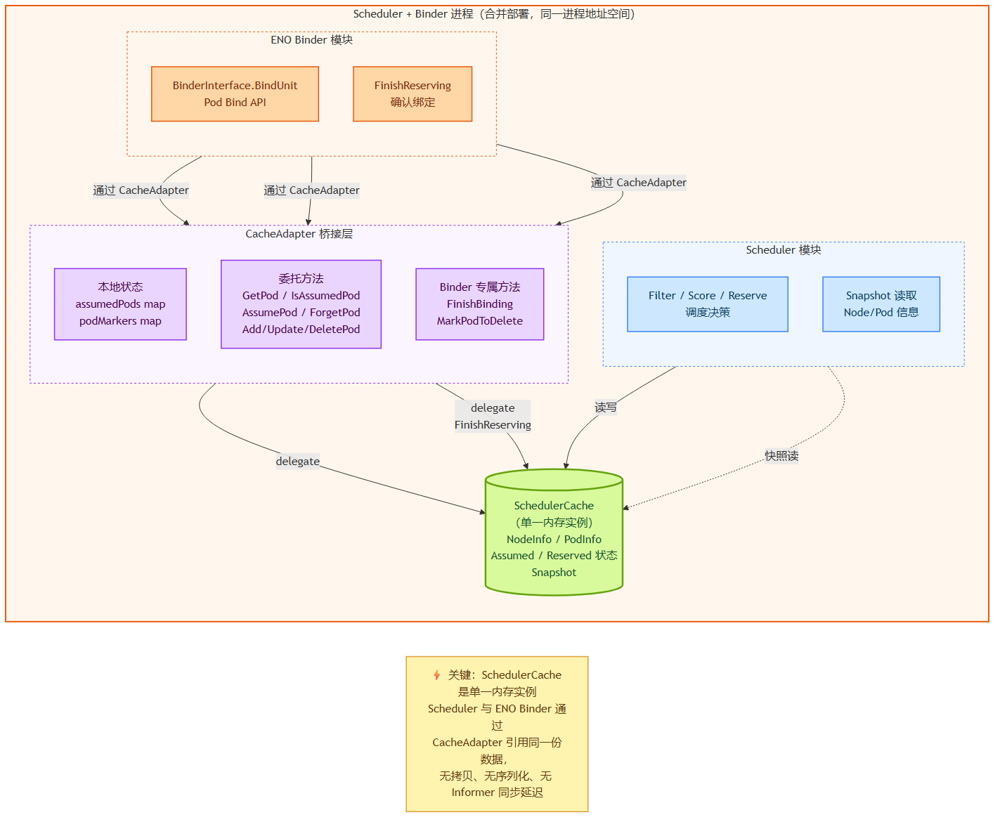 Scheduler + Binder 进程（合并部署，同一进程地址空间）
ENO Binder 模块
BinderInterface.BindUnit
Pod Bind API
FinishReserving
确认绑定
通过 CacheAdapter
通过 CacheAdapter
通过 CacheAdapter
CacheAdapter 桥接层
本地状态
assumedPods map
podMarkers map
委托方法
GetPod / IsAssumedPod
AssumePod / ForgetPod
Add/Update/DeletePod
Binder 专属方法
FinishBinding
MarkPodToDelete
Scheduler 模块
Filter / Score / Reserve
调度决策
Snapshot 读取
Node/Pod 信息
delegate
delegate
FinishReserving
读写
快照读
SchedulerCache
（单一内存实例）
NodeInfo / PodInfo
Assumed / Reserved 状态
Snapshot
⚡ 关键：SchedulerCache
是单一内存实例
Scheduler 与 ENO Binder 通
过
CacheAdapter 引用同一份
数据，
无拷贝、无序列化、无
Informer 同步延迟